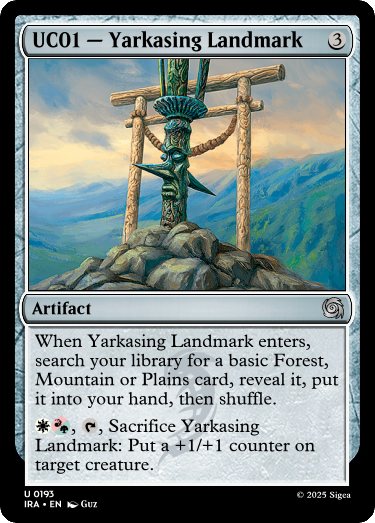 UC01 — Yarkasing Landmark 3
Artifact
When Yarkasing Landmark enters,
search your library for a basic Forest,
Mountain or Plains card, reveal it, put
it into your hand, then shuffle.
, , Sacrifice Yarkasing
Landmark: Put a +1/+1 counter on
target creature.
U 0193
IRA • EN Guz
© 2025 Sigea